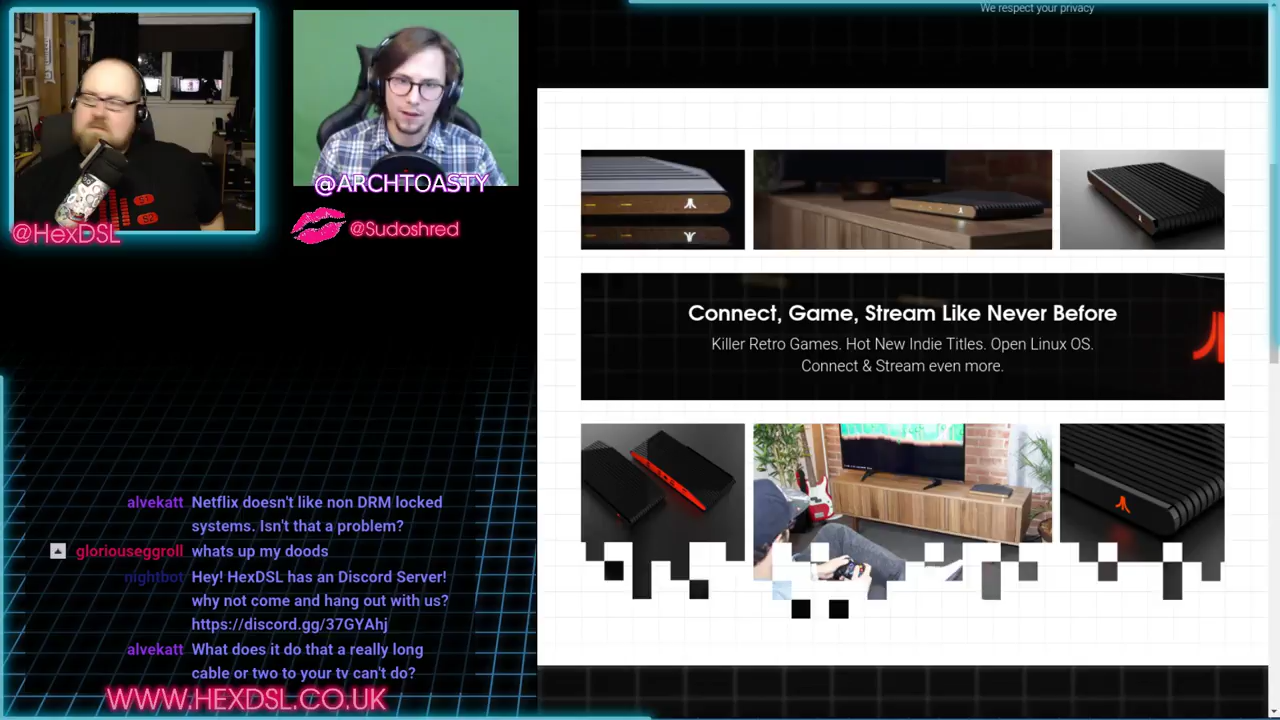 We respect your privacy
@ARCHTOASTY
@HexDSL
@Sudoshred
S1
S2
Connect, Game, Stream Like Never Before
Killer Retro Games. Hot New Indie Titles. Open Linux OS.
Connect & Stream even more.
alvekatt Netflix doesn't like non DRM locked
systems. Isn't that a problem?
gloriouseggroll whats up my doods
nightbot Hey! HexDSL has an Discord Server!
why not come and hang out with us?
https://discord.gg/37GYAhj
alvekatt What does it do that a really long
cable or two to your tv can't do?
WWW.HEXDSL.CO.UK